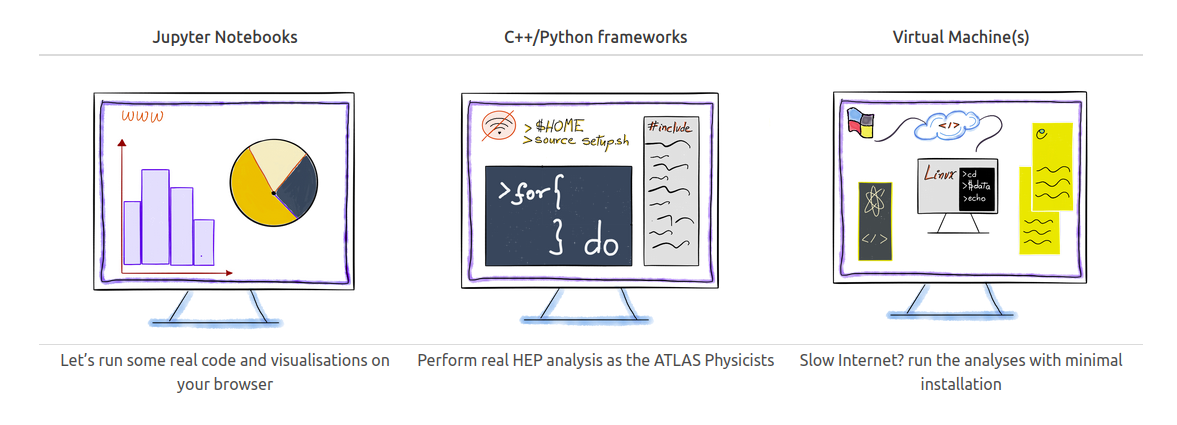 Jupyter Notebooks
C++/Python frameworks
Virtual Machine(s)
WWW
> $HOME
> source setup.sh
#include
>for{
} do
</>
Linux
>cd
>$data
>echo
</>
e
Let's run some real code and visualisations on
your browser
Perform real HEP analysis as the ATLAS Physicists
Slow Internet? run the analyses with minimal
installation